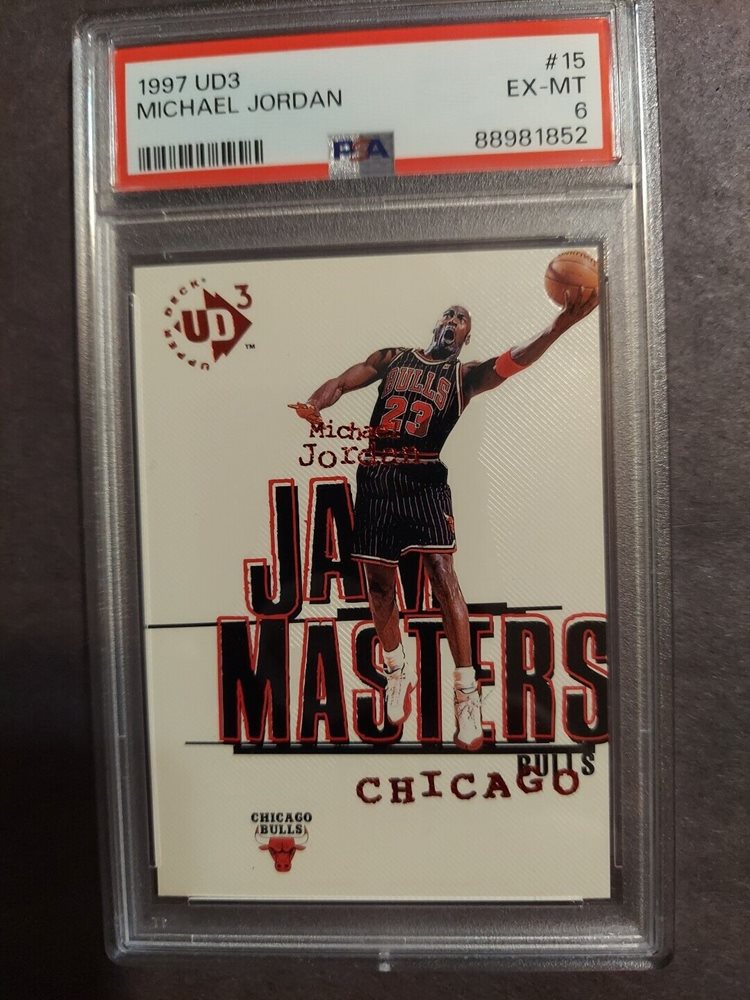 1997 UD3 #15
MICHAEL JORDAN EX-MT
6
PSA 88981852
UPPER DECK
UD3™
BULLS
23
Michael
Jordan
JAM
MASTERS
BULLS
CHICAGO
CHICAGO
BULLS